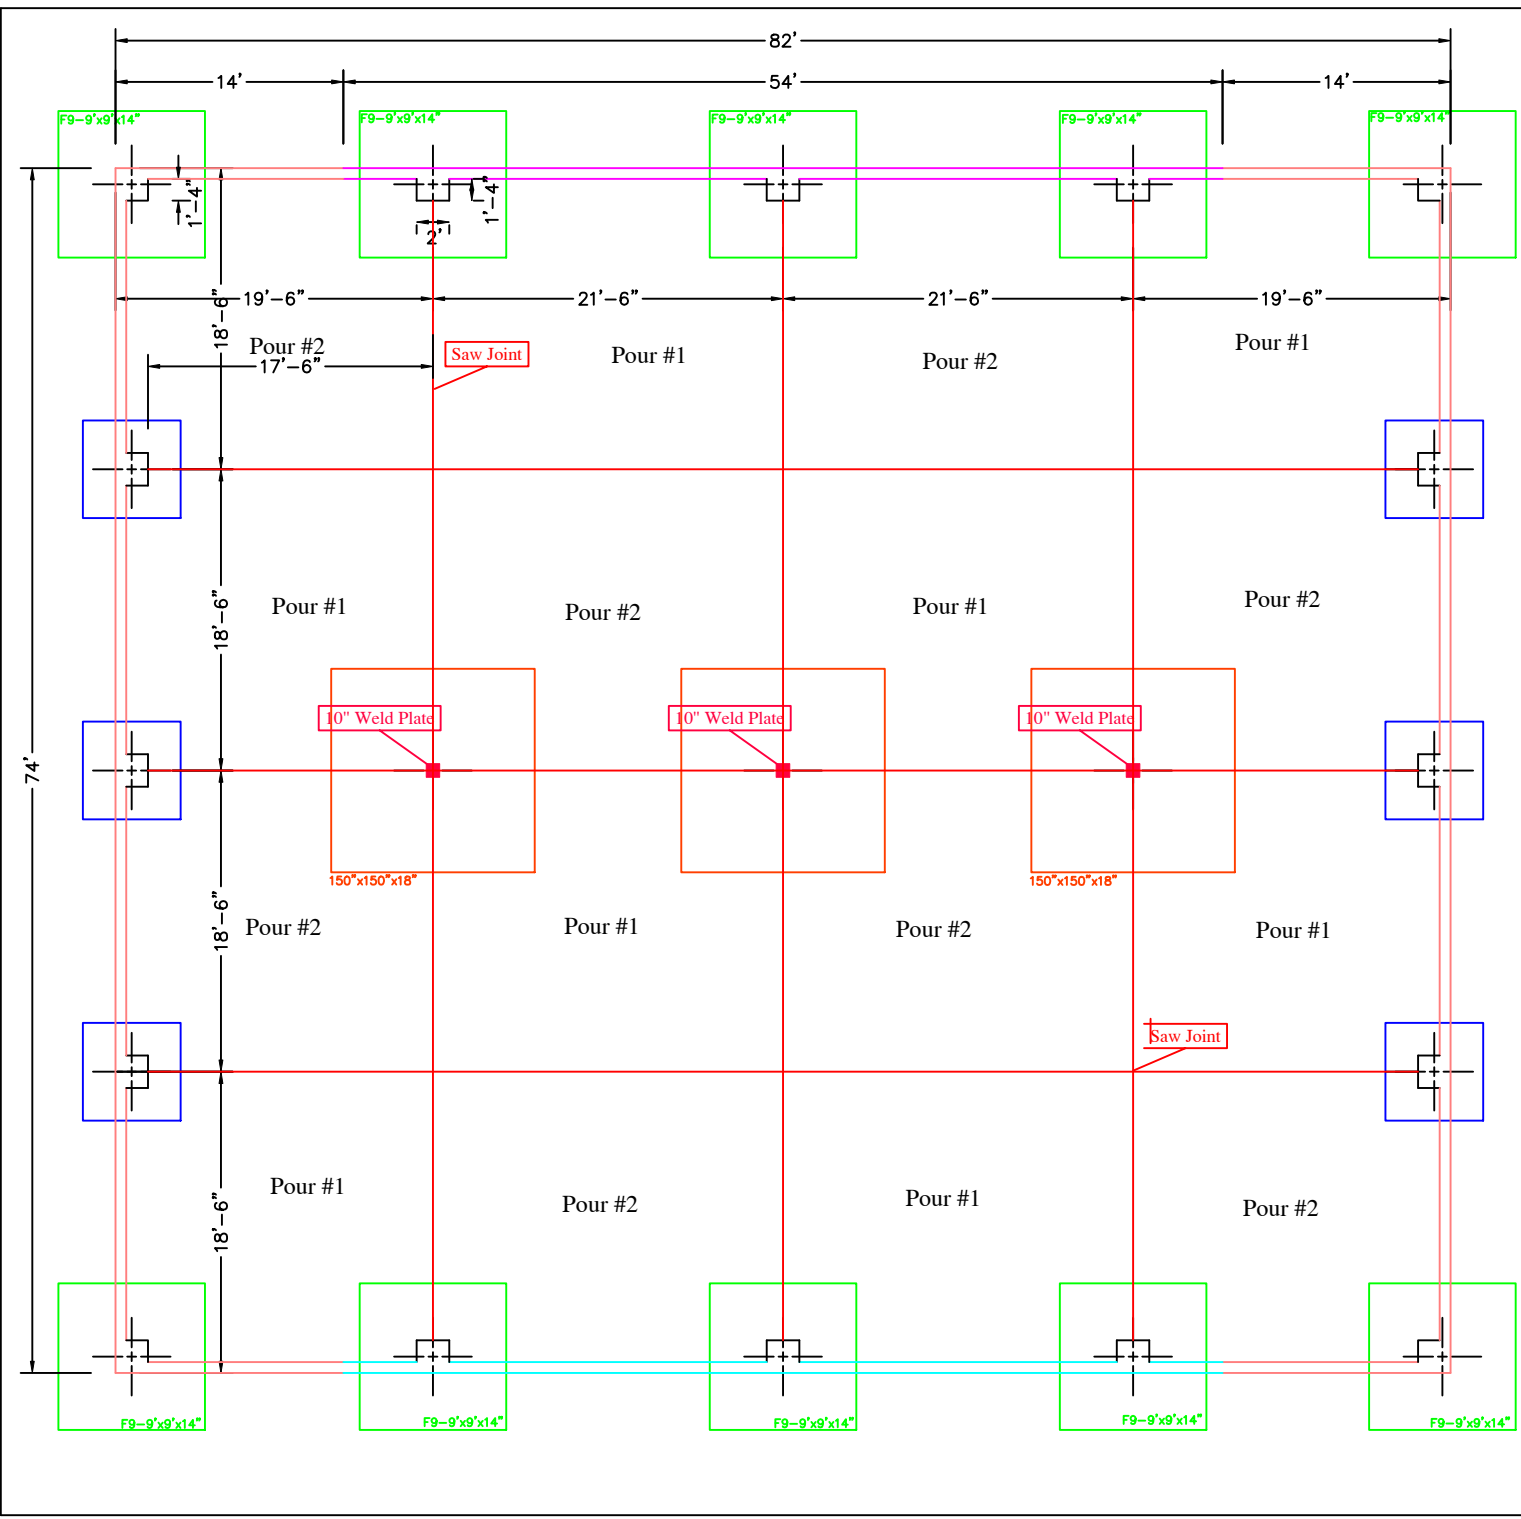 82'
14'
54'
14'
F9-9'x9'x14"
F9-9'x9'x14"
F9-9'x9'x14"
F9-9'x9'x14"
F9-9'x9'x14"
1'-4"
1'-4"
2'
19'-6"
21'-6"
21'-6"
19'-6"
18'-6"
Pour #2
17'-6"
Saw Joint
Pour #1
Pour #2
Pour #1
18'-6"
Pour #1
Pour #2
Pour #1
Pour #2
10" Weld Plate
10" Weld Plate
10" Weld Plate
74'
150"x150"x18"
150"x150"x18"
18'-6"
Pour #2
Pour #1
Pour #2
Pour #1
Saw Joint
18'-6"
Pour #1
Pour #2
Pour #1
Pour #2
F9-9'x9'x14"
F9-9'x9'x14"
F9-9'x9'x14"
F9-9'x9'x14"
F9-9'x9'x14"